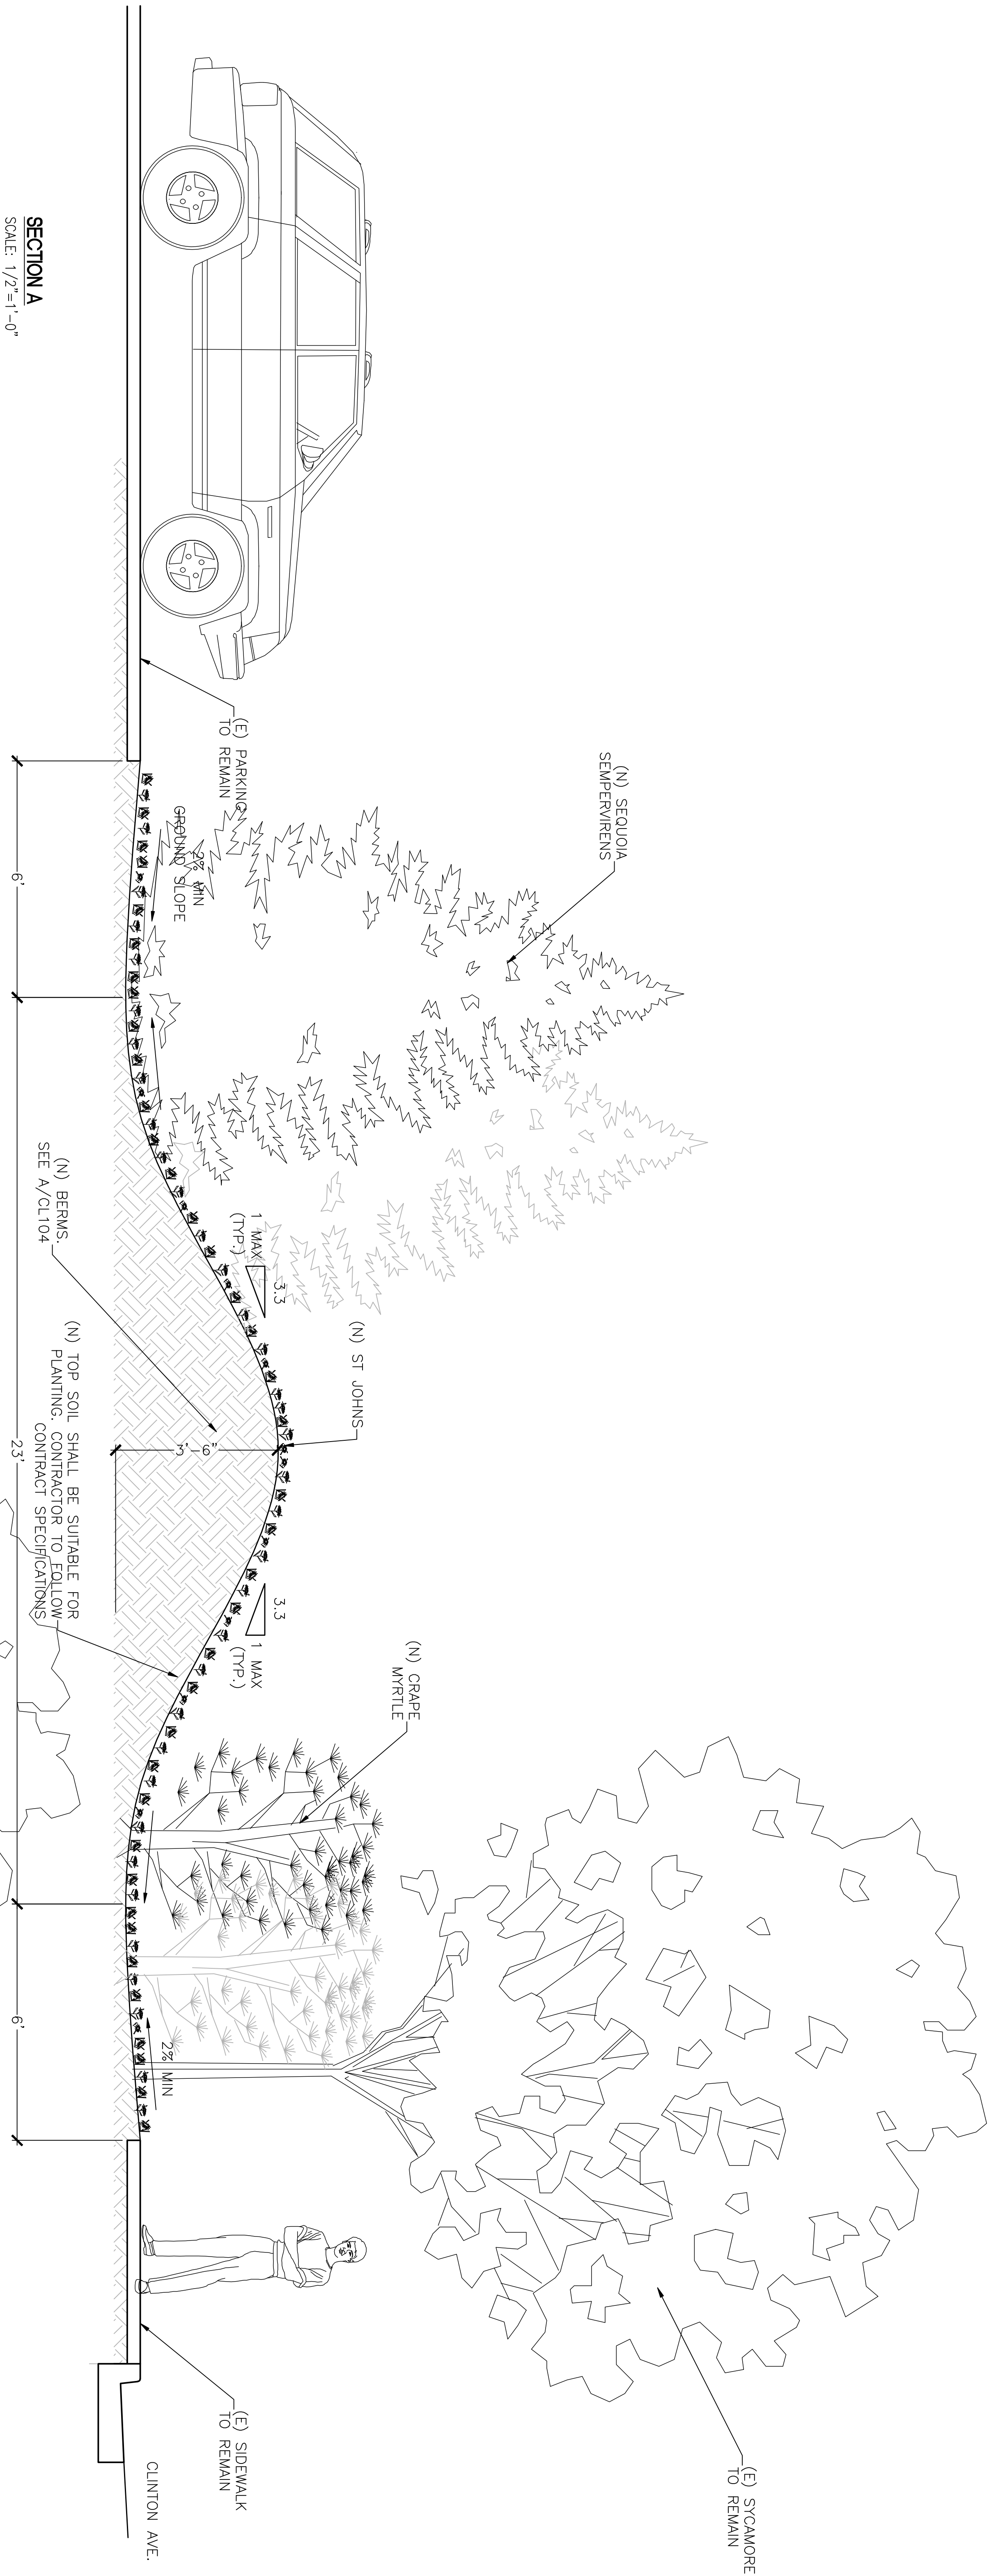 (N) SEQUOIA
SEMPERVIRENS
(E) SYCAMORE
TO REMAIN
(N) CRAPE
MYRTLE
(N) ST JOHNS
(E) PARKING
TO REMAIN
2% MIN
GROUND SLOPE
1 MAX
(TYP.)
3.3
3.3
1 MAX
(TYP.)
2% MIN
(E) SIDEWALK
TO REMAIN
CLINTON AVE.
3'-6"
(N) BERMS.
SEE A/CL104
(N) TOP SOIL SHALL BE SUITABLE FOR
PLANTING. CONTRACTOR TO FOLLOW
CONTRACT SPECIFICATIONS
6'
23'
6'
SECTION A
SCALE: 1/2"=1'-0"